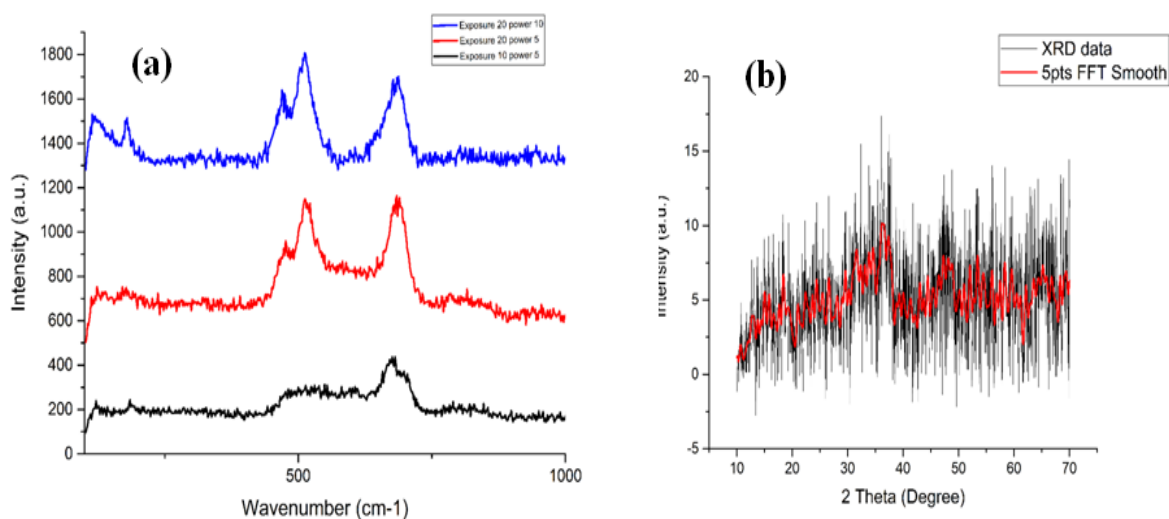 (a)
Exposure 20 power 10
Exposure 20 power 5
Exposure 10 power 5
1800
1600
1400
1200
1000
800
600
400
200
0
Intensity (a.u.)
500
1000
Wavenumber (cm-1)
(b)
XRD data
5pts FFT Smooth
20
15
10
5
0
-5
Intensity (a.u.)
10
20
30
40
50
60
70
2 Theta (Degree)